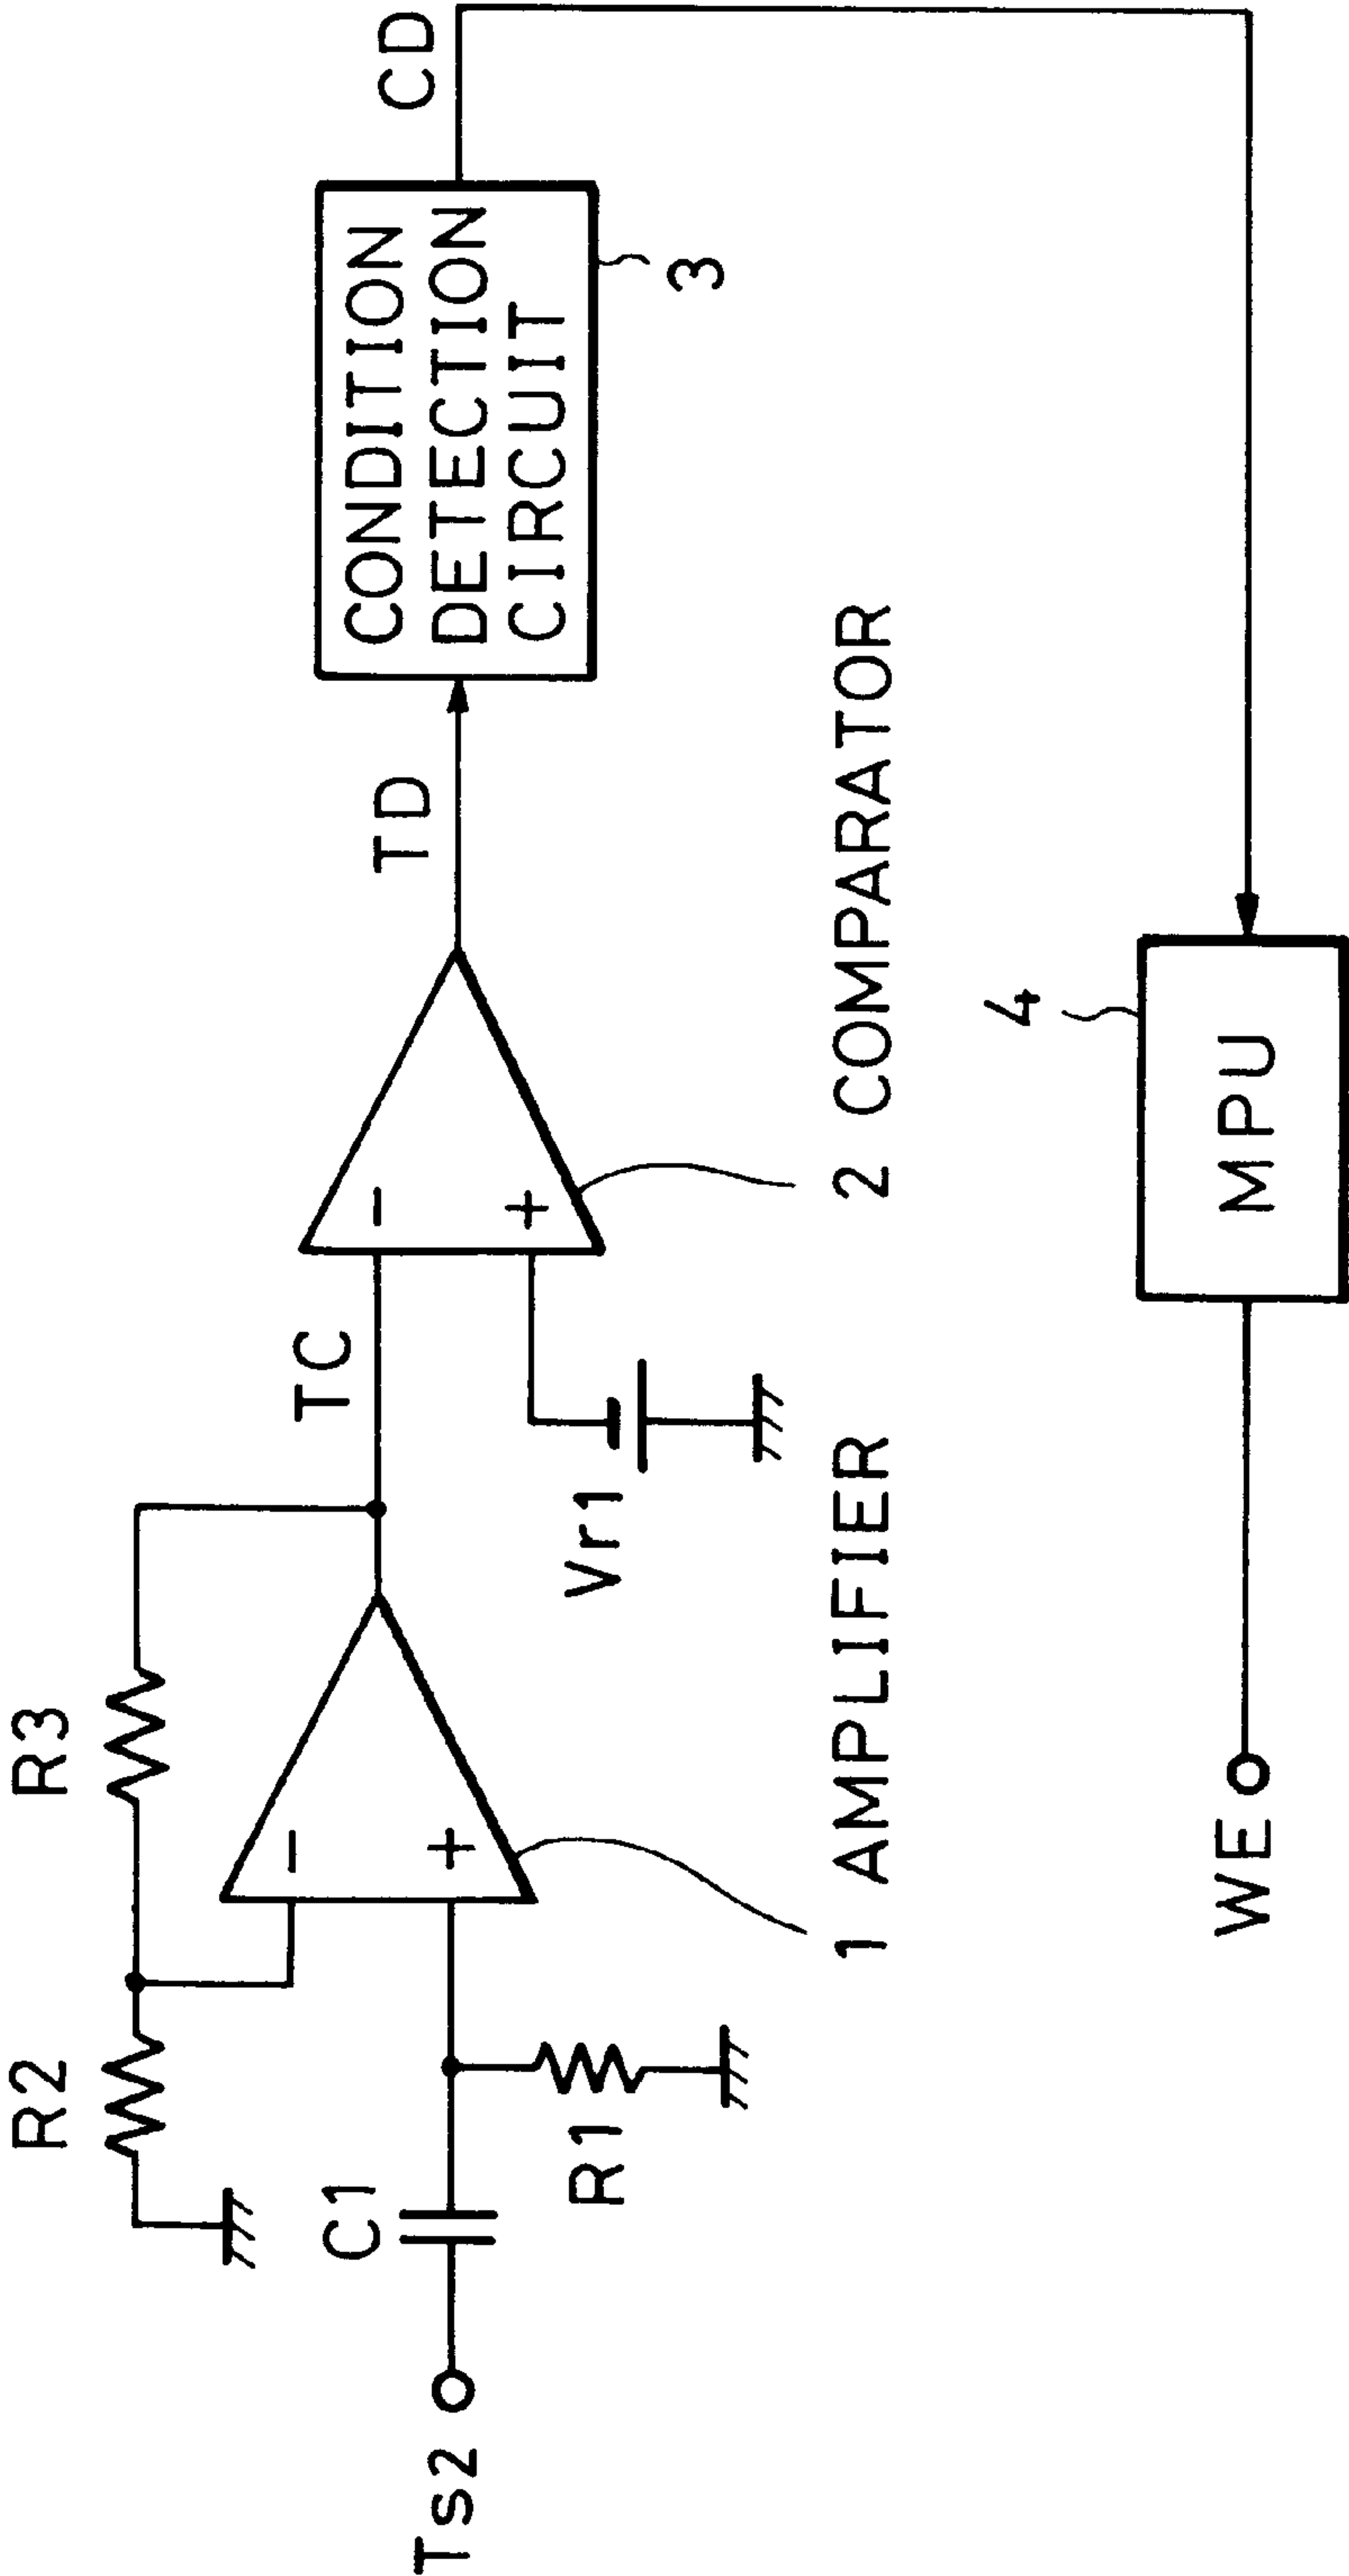 R2
R3
Ts2
C1
R1
-
+
1 AMPLIFIER
TC
Vr1
-
+
2 COMPARATOR
TD
CONDITION
DETECTION
CIRCUIT
3
CD
WE
MPU
4